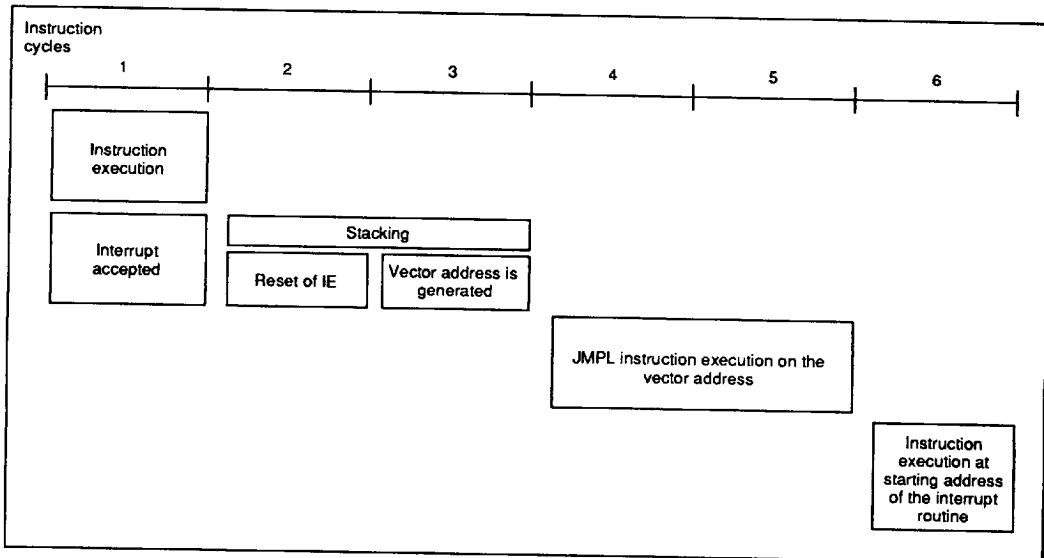 Instruction
cycles
1
2
3
4
5
6
Instruction
execution
Interrupt
accepted
Stacking
Reset of IE
Vector address is
generated
JMPL instruction execution on the
vector address
Instruction
execution at
starting address
of the interrupt
routine